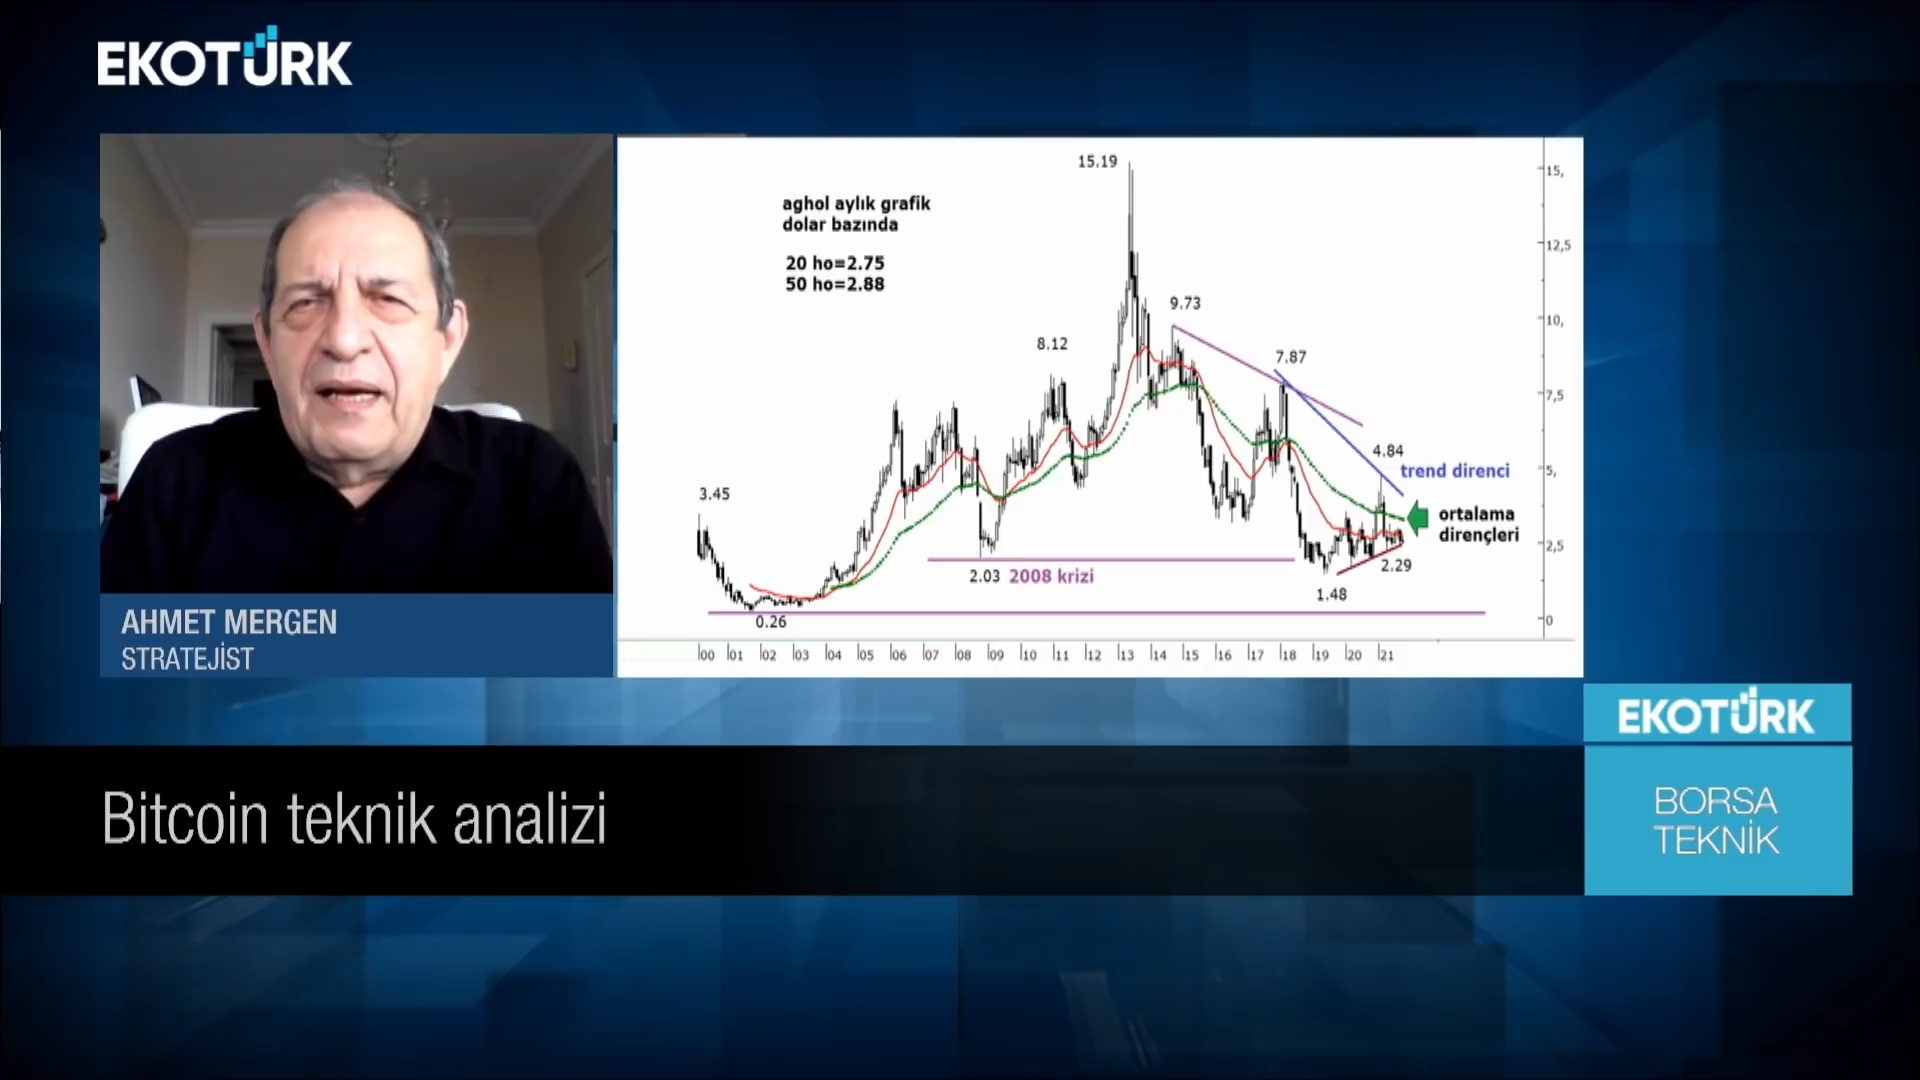 EKOTÜRK
15.19
aghol aylık grafik
dolar bazında
20 ho=2.75
50 ho=2.88
9.73
8.12
7.87
4.84
trend direnci
3.45
ortalama
dirençleri
2.03 2008 krizi
2.29
1.48
0.26
15,
12,5
10,
7,5
5,
2,5
0
00 01 02 03 04 05 06 07 08 09 10 11 12 13 14 15 16 17 18 19 20 21
AHMET MERGEN
STRATEJİST
Bitcoin teknik analizi
EKOTÜRK
BORSA
TEKNİK